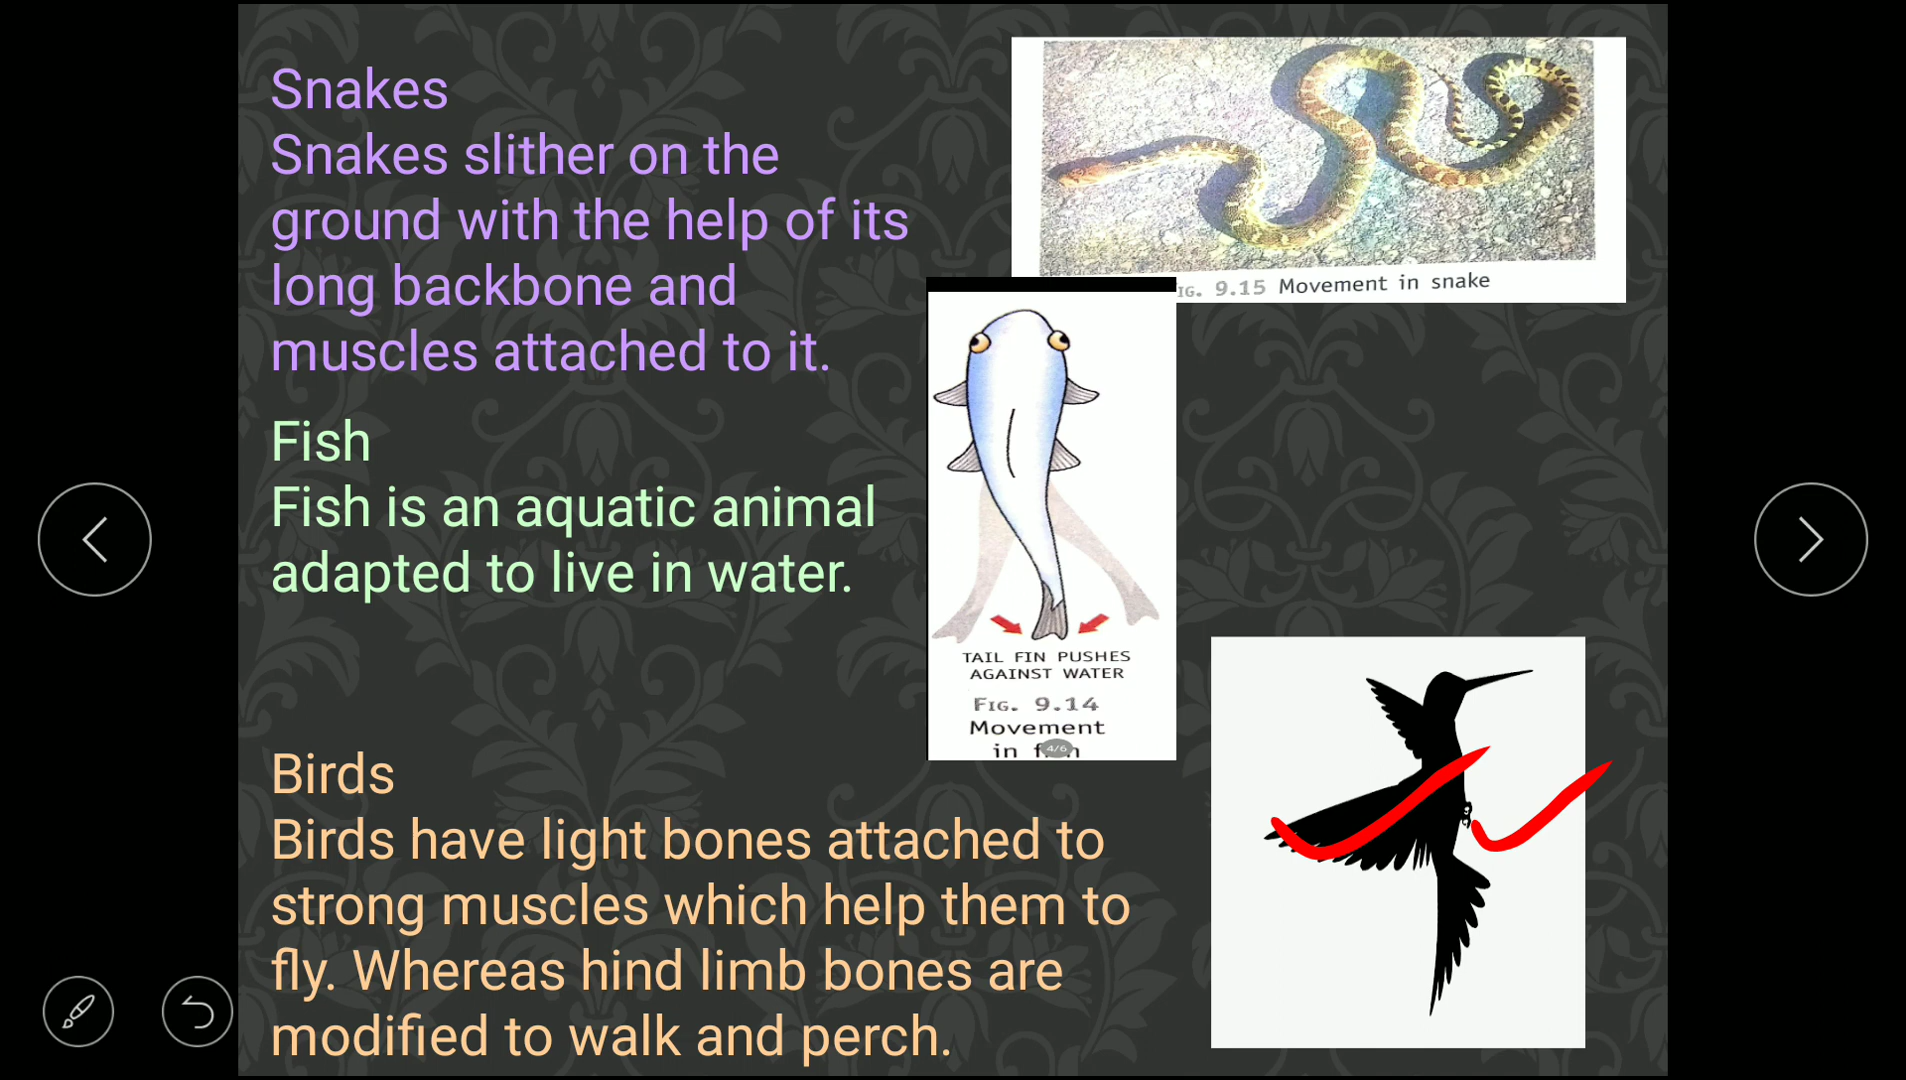 Snakes
Snakes slither on the
ground with the help of its
long backbone and
muscles attached to it.
IG. 9.15 Movement in snake
Fish
Fish is an aquatic animal
adapted to live in water.
TAIL FIN PUSHES
AGAINST WATER
FIG. 9.14
Movement
in
4/6
Birds
Birds have light bones attached to
strong muscles which help them to
fly. Whereas hind limb bones are
modified to walk and perch.